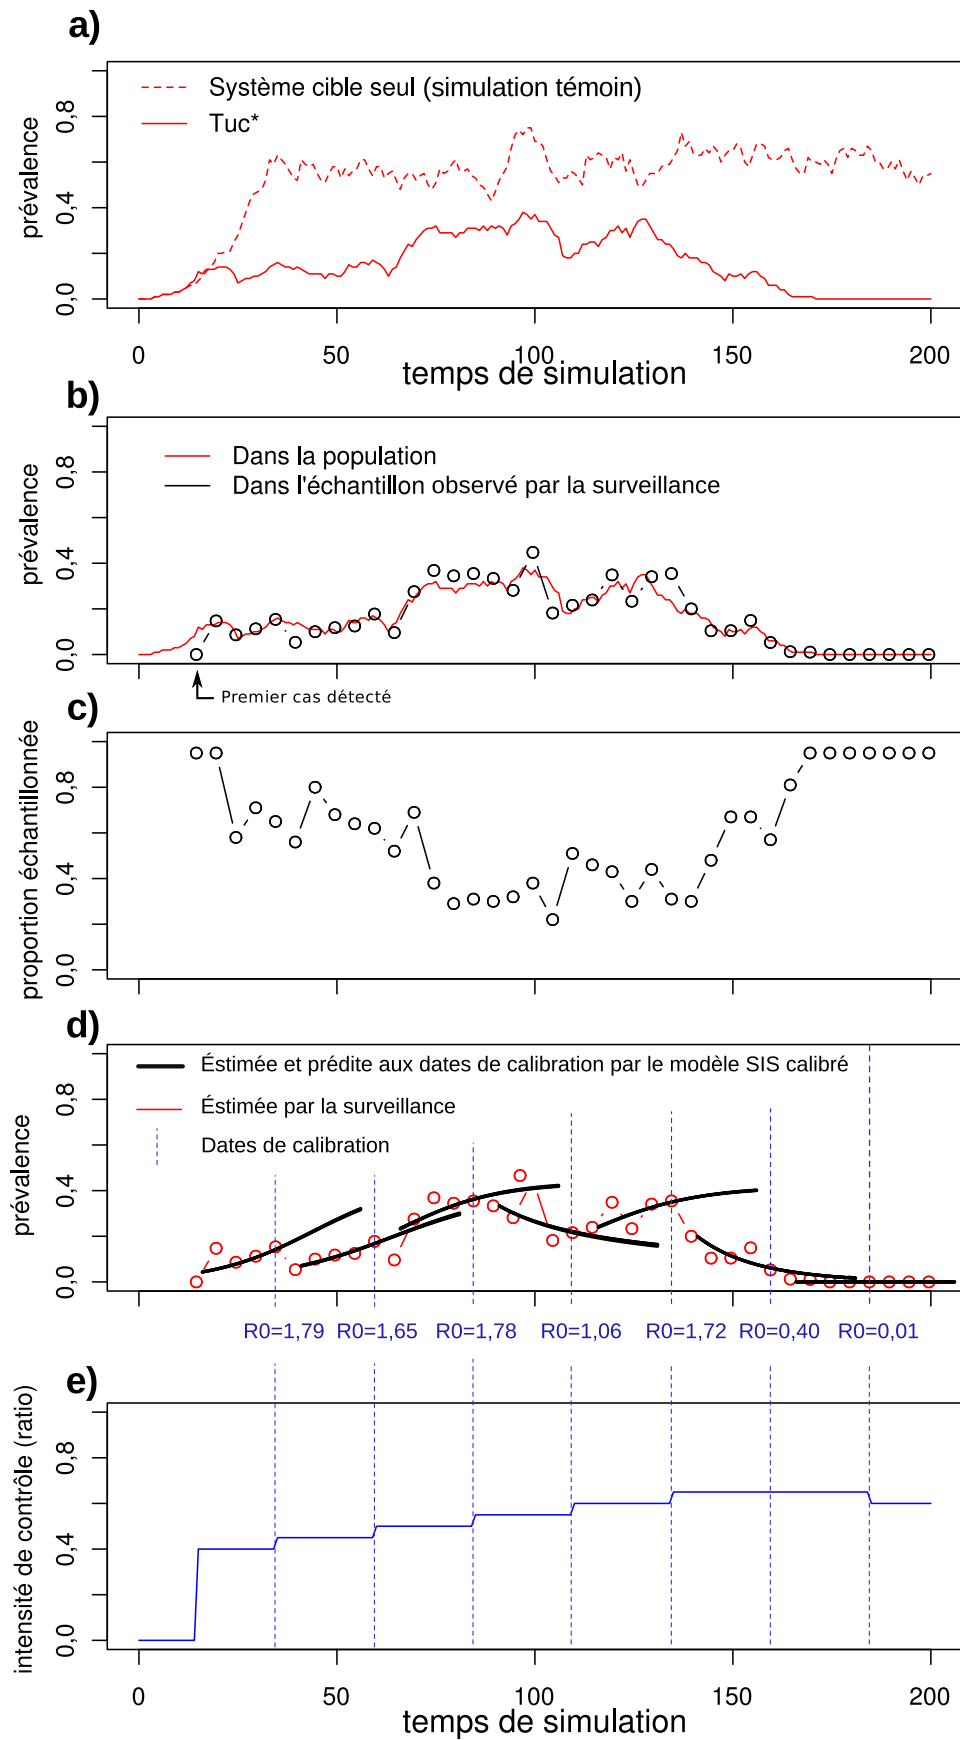 a)
Système cible seul (simulation témoin)
Tuc*
prévalence
0,0
0,4
0,8
0
50
100
150
200
temps de simulation
b)
Dans la population
Dans l'échantillon observé par la surveillance
prévalence
0,0
0,4
0,8
Premier cas détecté
c)
proportion échantillonnée
0,0
0,4
0,8
d)
Éstimée et prédite aux dates de calibration par le modèle SIS calibré
Éstimée par la surveillance
Dates de calibration
prévalence
0,0
0,4
0,8
R0=1,79
R0=1,65
R0=1,78
R0=1,06
R0=1,72
R0=0,40
R0=0,01
e)
intensité de contrôle (ratio)
0,0
0,4
0,8
0
50
100
150
200
temps de simulation